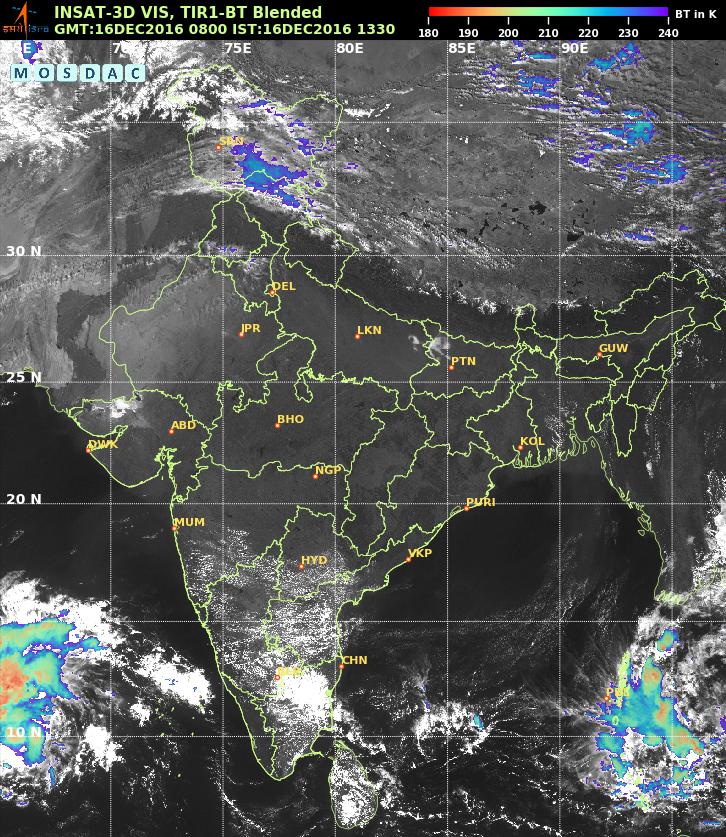 INSAT-3D VIS, TIR1-BT Blended
GMT:16DEC2016 0800 IST:16DEC2016 1330
BT in K
180 190 200 210 220 230 240
75E 80E 85E 90E
M O S D A C
SRN
30 N
DEL
JPR
LKN
GUW
PTN
25 N
ABD
BHO
DWK
KOL
NGP
20 N
PURI
MUM
VKP
HYD
CHN
10 N